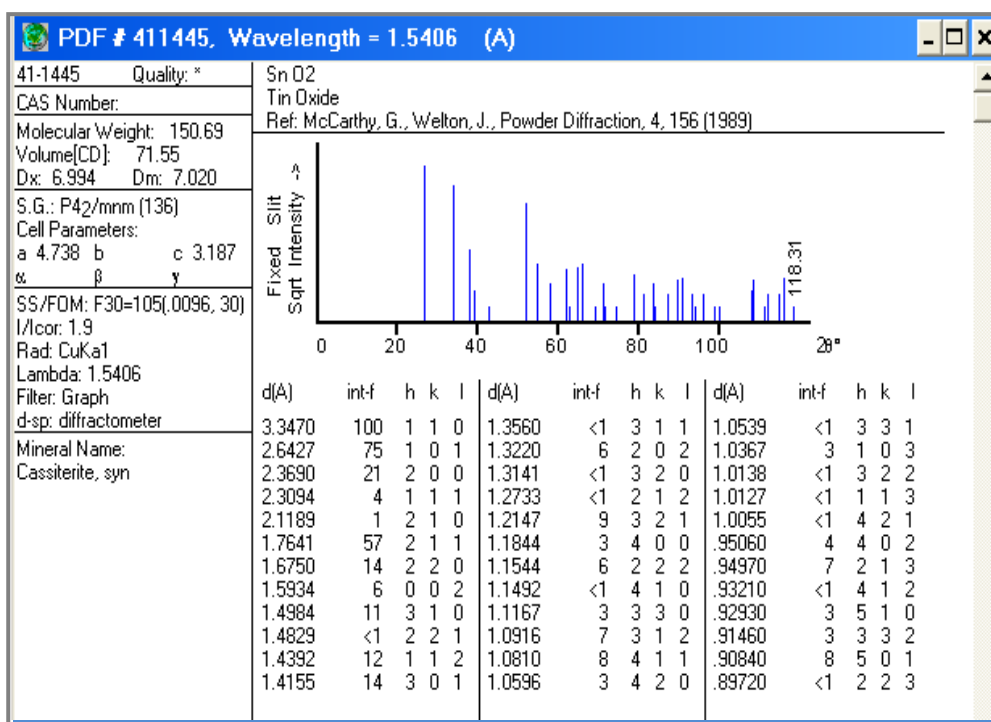 PDF # 411445, Wavelength = 1.5406 (A)
41-1445 Quality: *
CAS Number:
Molecular Weight: 150.69
Volume[CD]: 71.55
Dx: 6.994 Dm: 7.020
S.G.: P42/mnm (136)
Cell Parameters:
a 4.738 b c 3.187
α β γ
SS/FOM: F30=105(.0096, 30)
I/Icor: 1.9
Rad: CuKa1
Lambda: 1.5406
Filter: Graph
d-sp: diffractometer
Mineral Name:
Cassiterite, syn
Sn O2
Tin Oxide
Ref: McCarthy, G., Welton, J., Powder Diffraction, 4, 156 (1989)
Fixed Slit
Sqrt Intensity ->
118.31
0 20 40 60 80 100 2θ°
d(A) int-f h k l d(A) int-f h k l d(A) int-f h k l
3.3470 100 1 1 0 1.3560 <1 3 1 1 1.0539 <1 3 3 1
2.6427 75 1 0 1 1.3220 6 2 0 2 1.0367 3 1 0 3
2.3690 21 2 0 0 1.3141 <1 3 2 0 1.0138 <1 3 2 2
2.3094 4 1 1 1 1.2733 <1 2 1 2 1.0127 <1 1 1 3
2.1189 1 2 1 0 1.2147 9 3 2 1 1.0055 <1 4 2 1
1.7641 57 2 1 1 1.1844 3 4 0 0 .95060 4 4 0 2
1.6750 14 2 2 0 1.1544 6 2 2 2 .94970 7 2 1 3
1.5934 6 0 0 2 1.1492 <1 4 1 0 .93210 <1 4 1 2
1.4984 11 3 1 0 1.1167 3 3 3 0 .92930 3 5 1 0
1.4829 <1 2 2 1 1.0916 7 3 1 2 .91460 3 3 3 2
1.4392 12 1 1 2 1.0810 8 4 1 1 .90840 8 5 0 1
1.4155 14 3 0 1 1.0596 3 4 2 0 .89720 <1 2 2 3